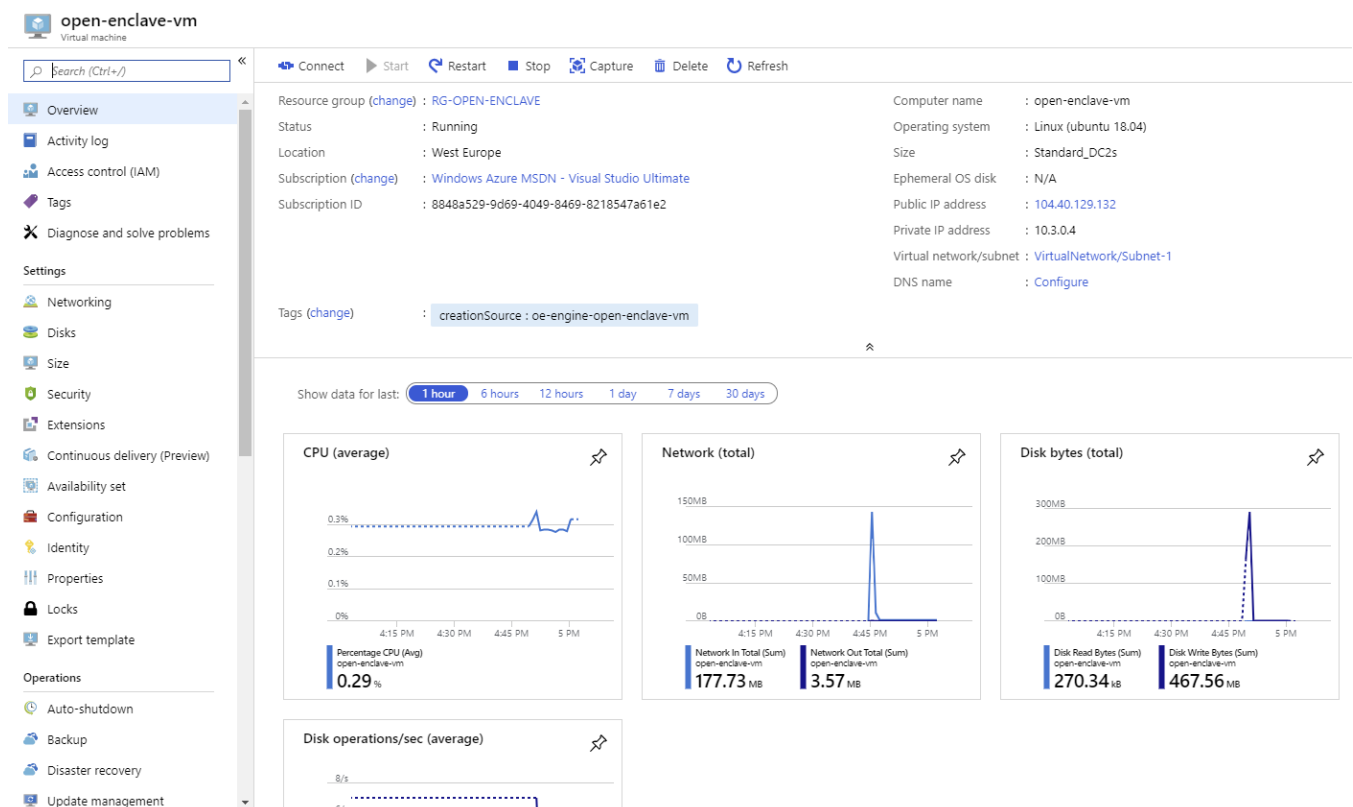 open-enclave-vm
Virtual machine
Search (Ctrl+/)
«
Overview
Activity log
Access control (IAM)
Tags
Diagnose and solve problems
Settings
Networking
Disks
Size
Security
Extensions
Continuous delivery (Preview)
Availability set
Configuration
Identity
Properties
Locks
Export template
Operations
Auto-shutdown
Backup
Disaster recovery
Update management
Connect Start Restart Stop Capture Delete Refresh
Resource group (change) : RG-OPEN-ENCLAVE
Status : Running
Location : West Europe
Subscription (change) : Windows Azure MSDN - Visual Studio Ultimate
Subscription ID : 8848a529-9d69-4049-8469-8218547a61e2
Computer name : open-enclave-vm
Operating system : Linux (ubuntu 18.04)
Size : Standard_DC2s
Ephemeral OS disk : N/A
Public IP address : 104.40.129.132
Private IP address : 10.3.0.4
Virtual network/subnet : VirtualNetwork/Subnet-1
DNS name : Configure
Tags (change) : creationSource : oe-engine-open-enclave-vm
Show data for last: 1 hour 6 hours 12 hours 1 day 7 days 30 days
CPU (average)
0.3%
0.2%
0.1%
0%
4:15 PM 4:30 PM 4:45 PM 5 PM
Percentage CPU (Avg)
open-enclave-vm
0.29 %
Network (total)
150MB
100MB
50MB
0B
4:15 PM 4:30 PM 4:45 PM 5 PM
Network In Total (Sum)
open-enclave-vm
177.73 MB
Network Out Total (Sum)
open-enclave-vm
3.57 MB
Disk bytes (total)
300MB
200MB
100MB
0B
4:15 PM 4:30 PM 4:45 PM 5 PM
Disk Read Bytes (Sum)
open-enclave-vm
270.34 kB
Disk Write Bytes (Sum)
open-enclave-vm
467.56 MB
Disk operations/sec (average)
8/s